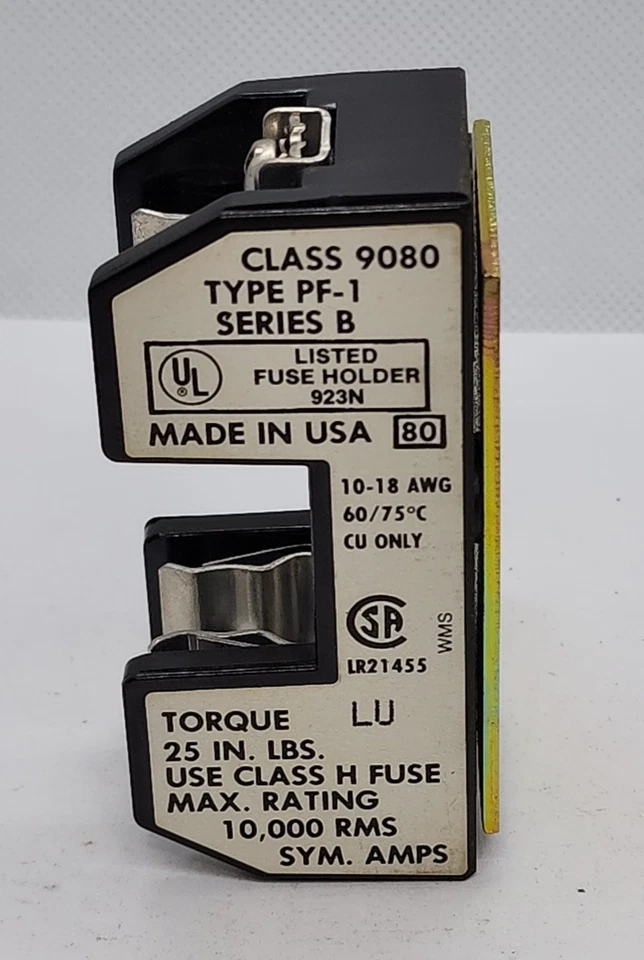 CLASS 9080
TYPE PF-1
SERIES B
UL
®
LISTED
FUSE HOLDER
923N
MADE IN USA 80
10-18 AWG
60/75°C
CU ONLY
SA
WMS
LR21455
LU
TORQUE
25 IN. LBS.
USE CLASS H FUSE
MAX. RATING
10,000 RMS
SYM. AMPS